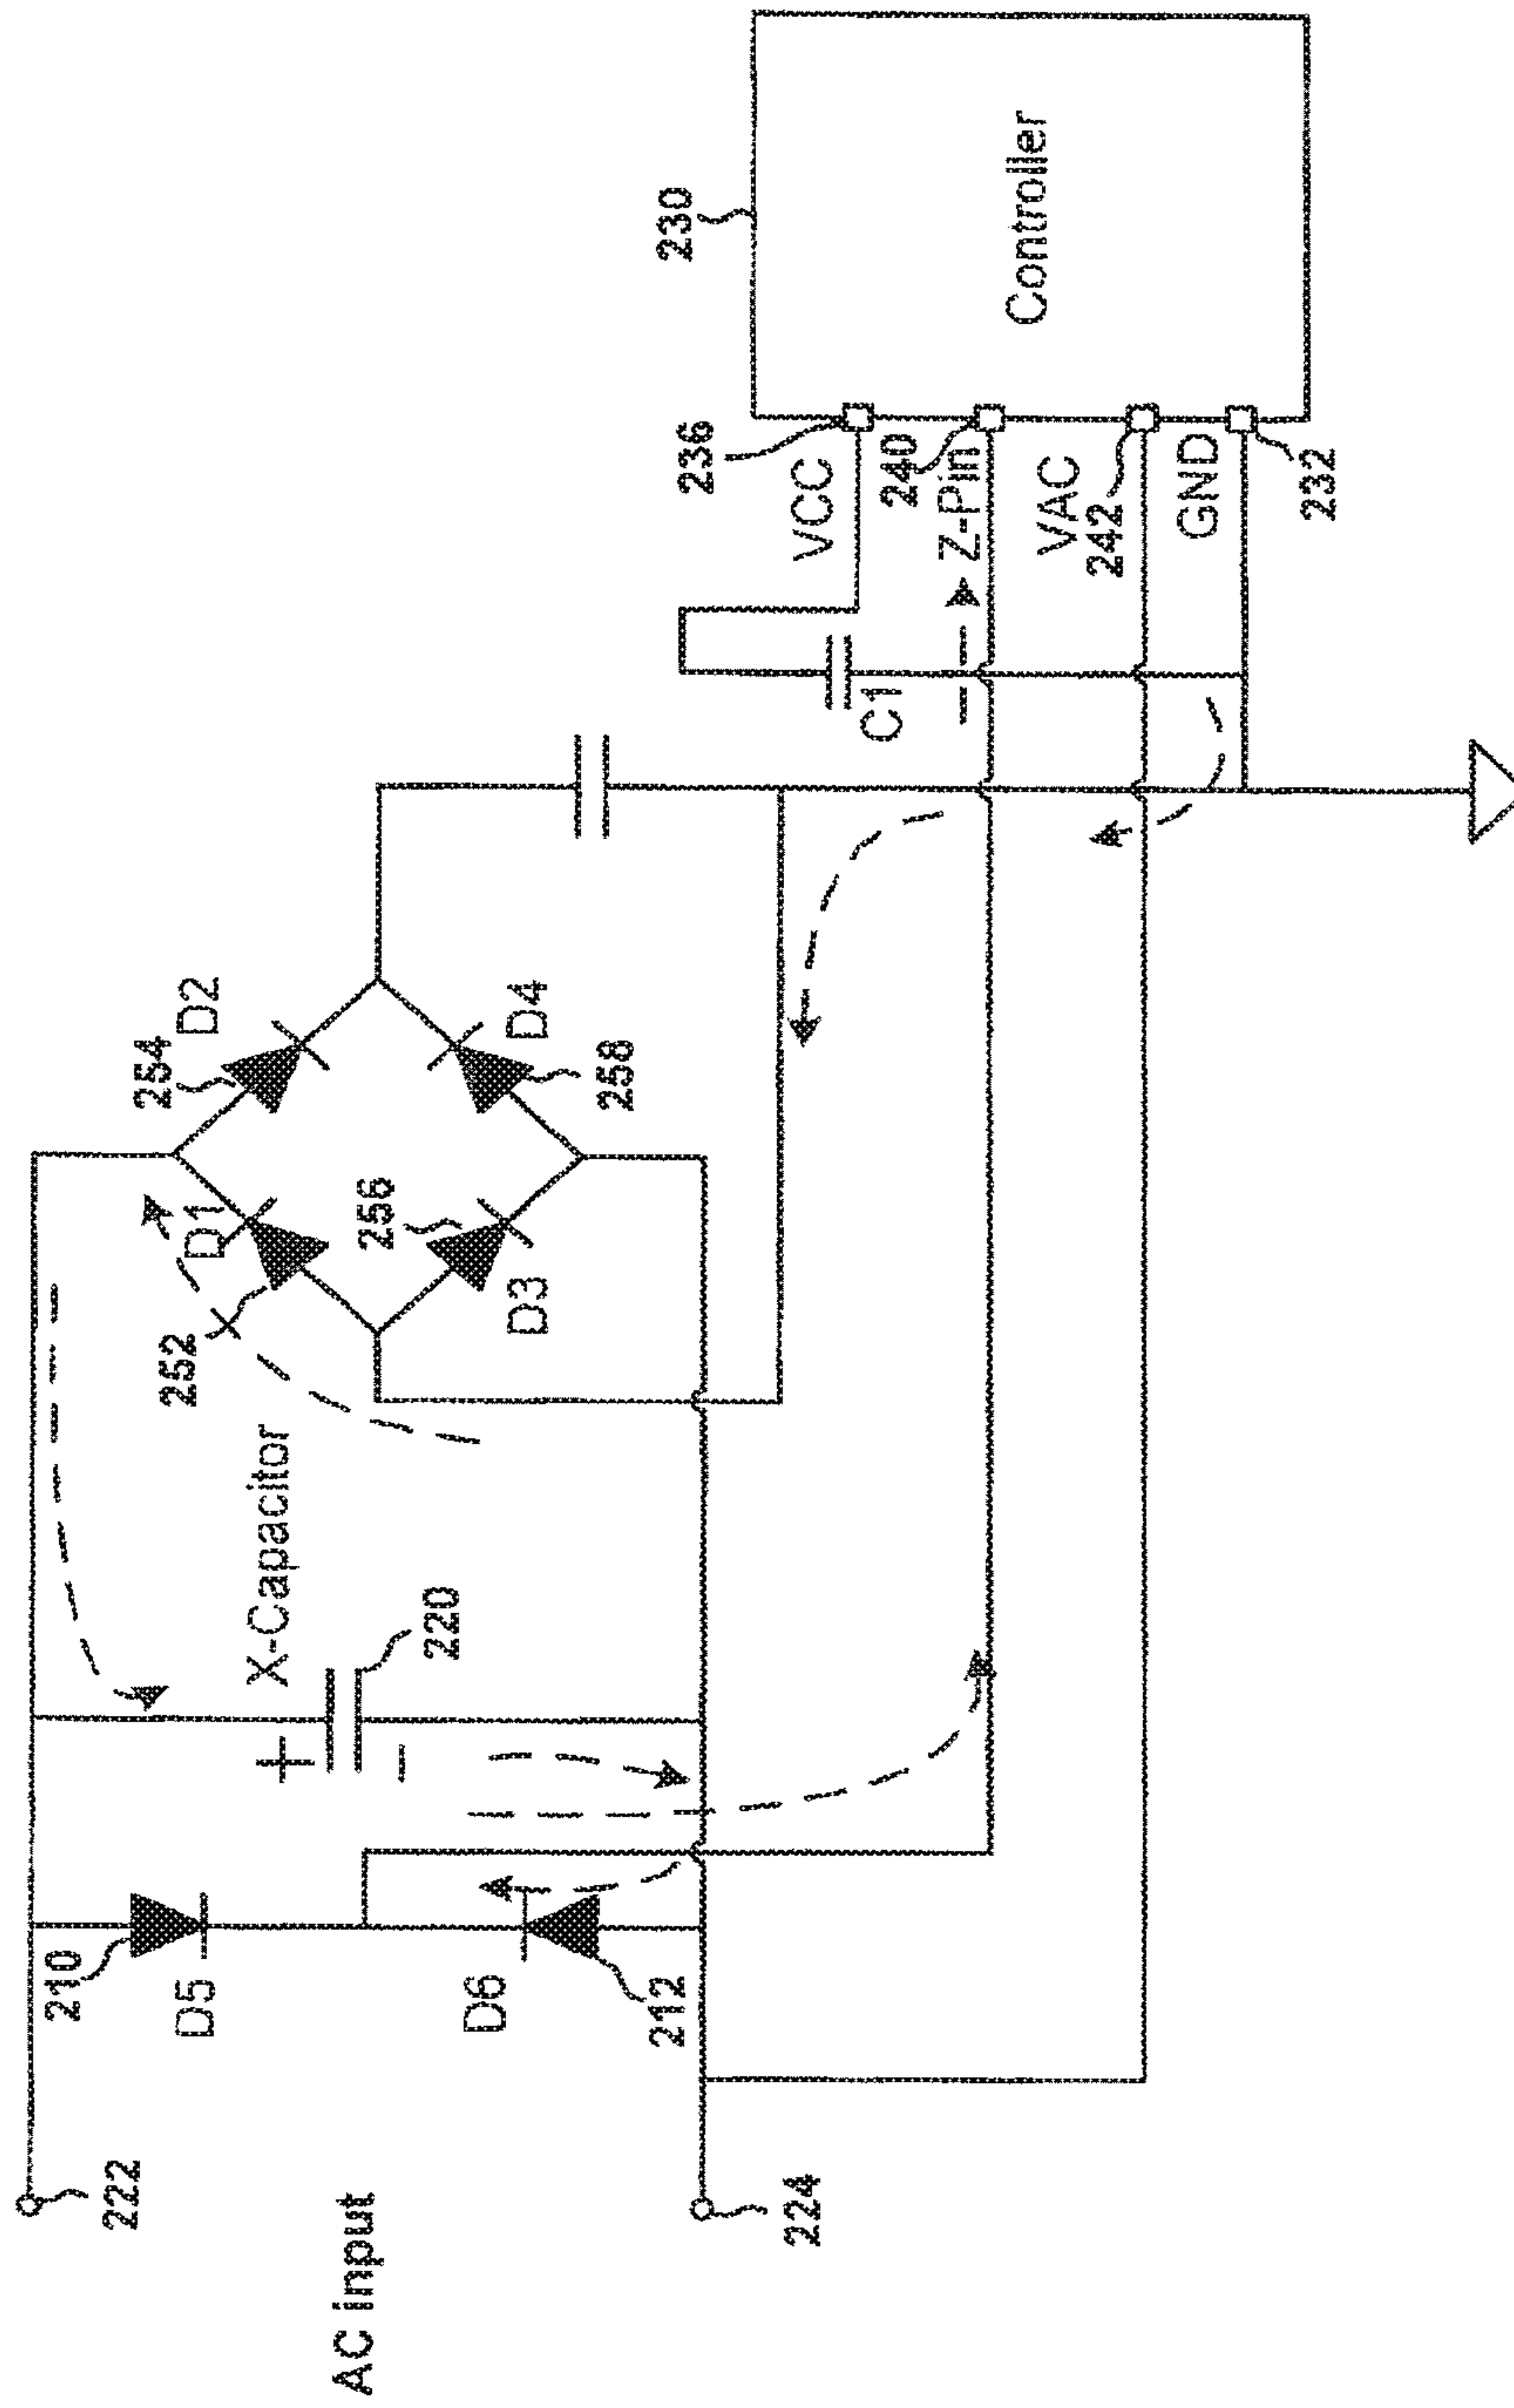 AC input
222
224
210
D5
D6
212
X-Capacitor
+
−
220
252
D1
254
D2
256
D3
D4
258
C1
VCC
236
240
Z-Pin
VAC
242
GND
232
230
Controller